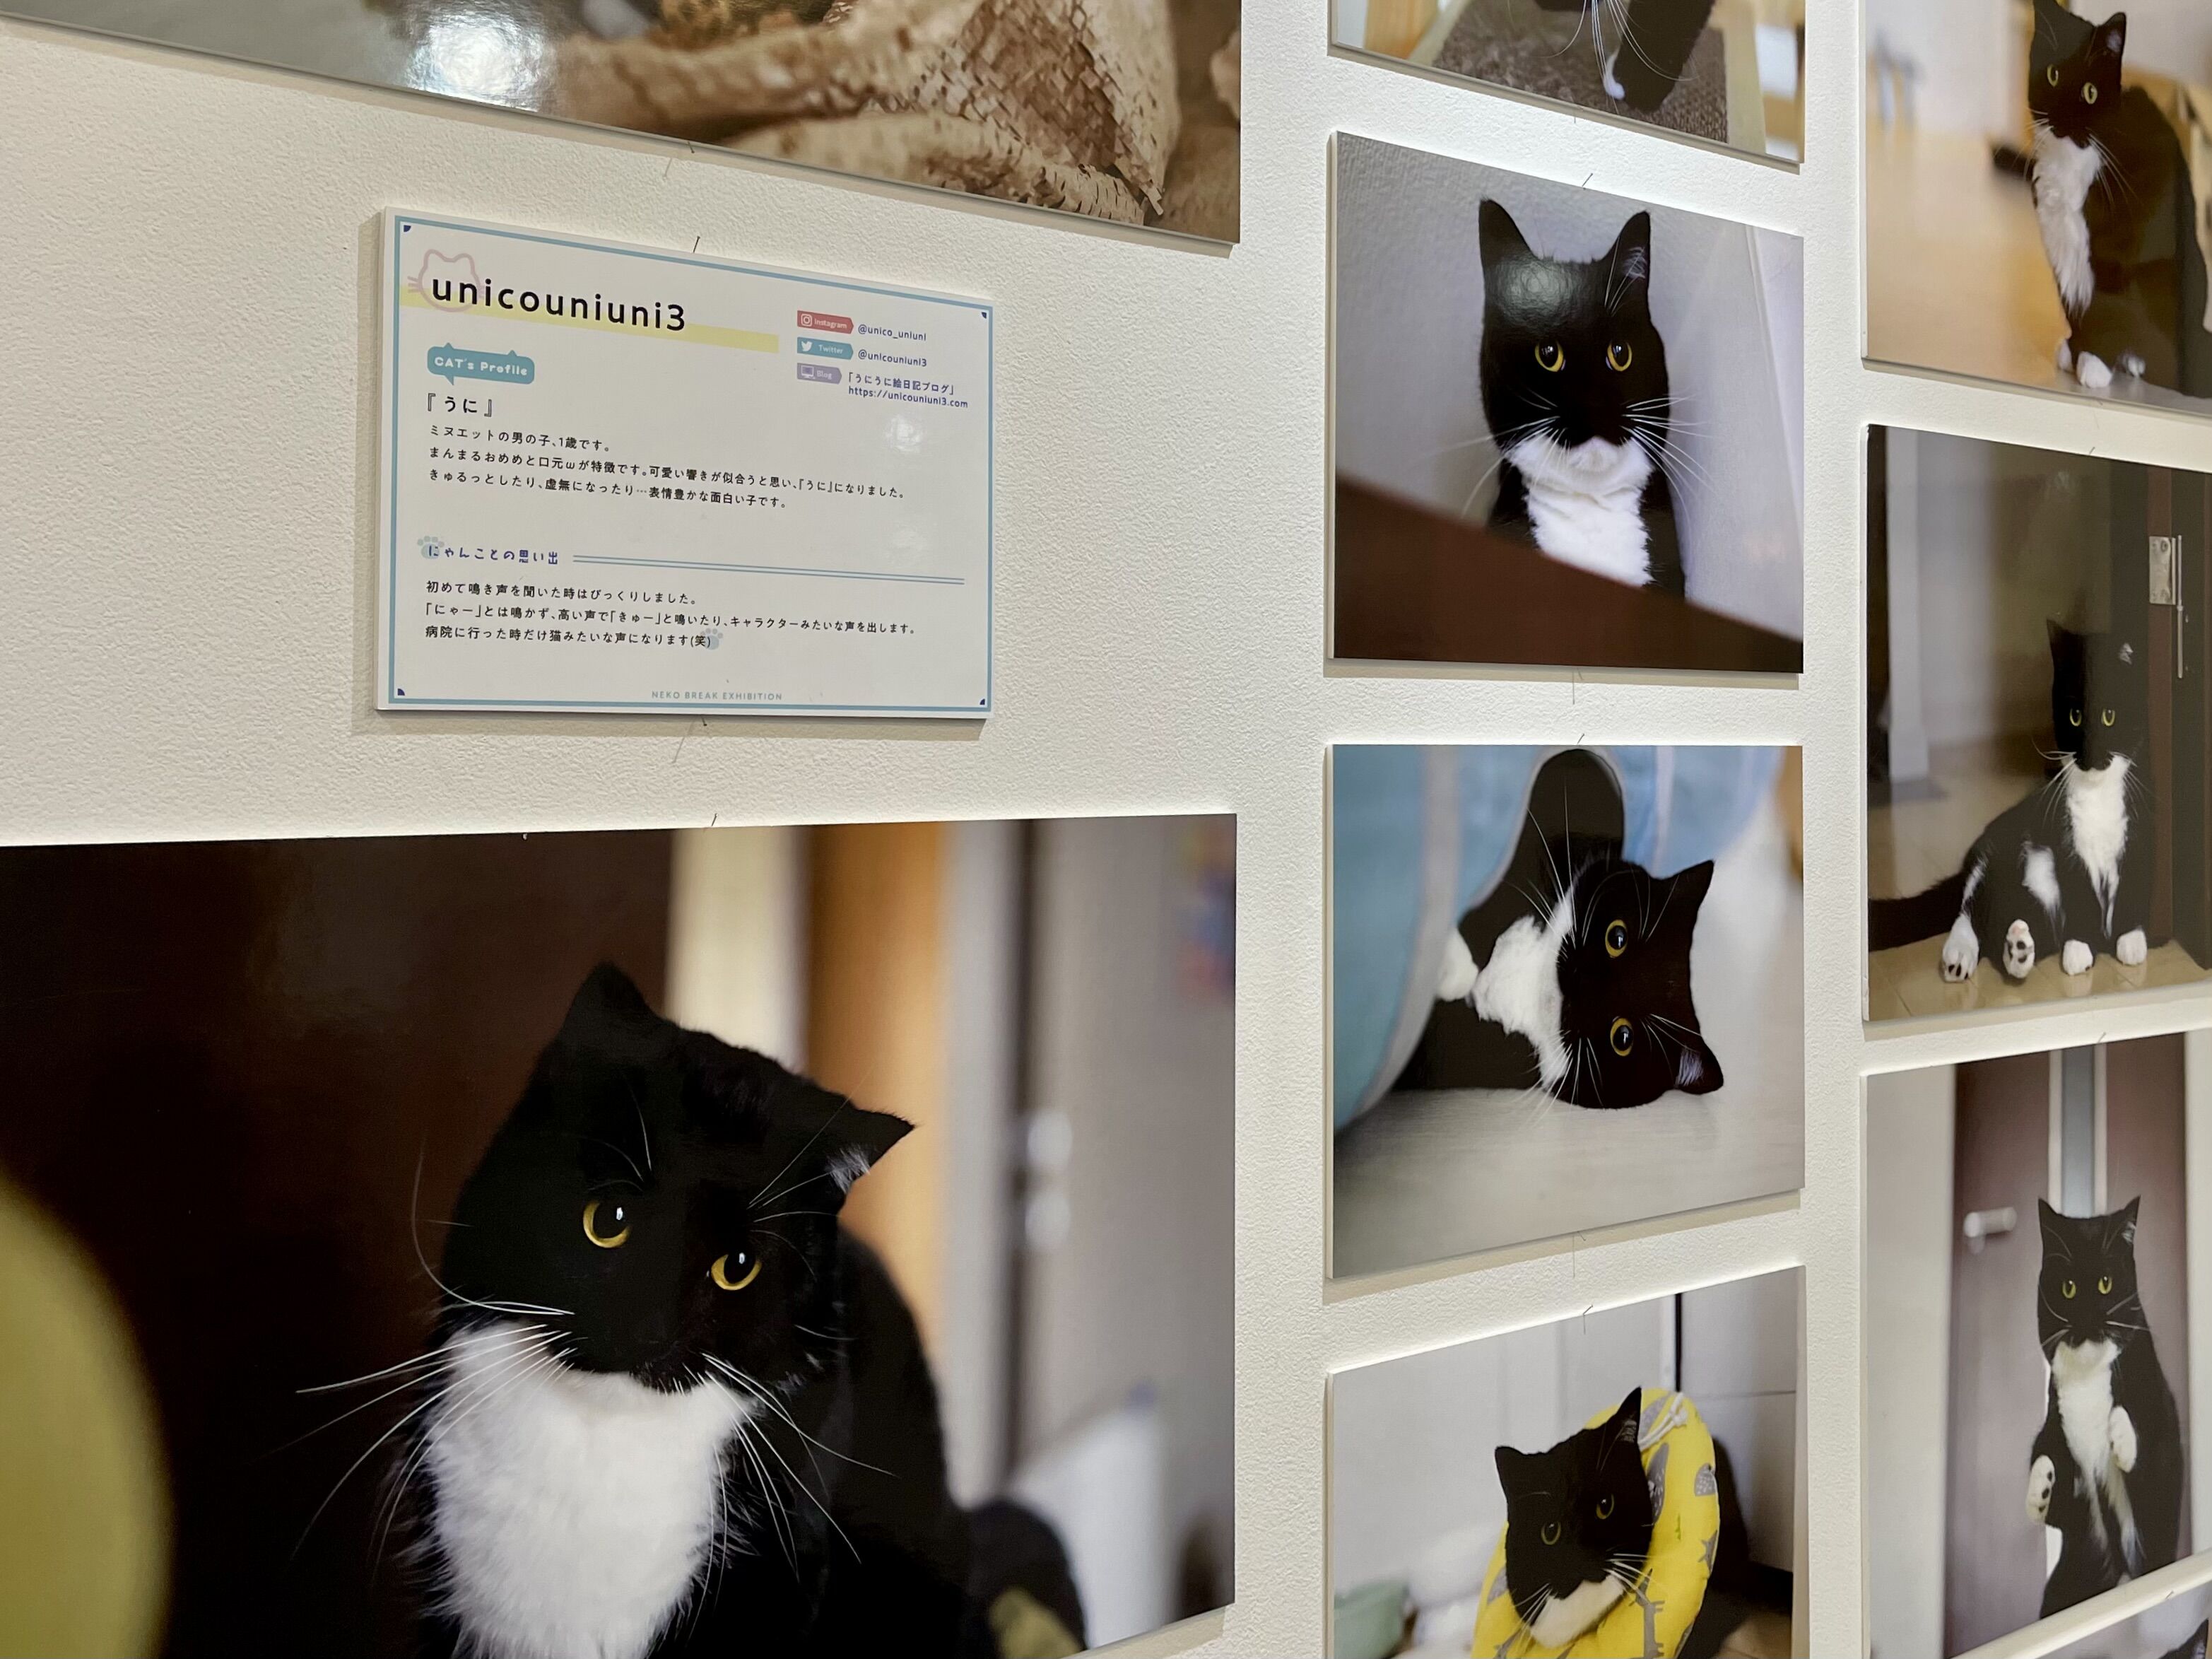 unicouniuni3
Instagram @unico_uniuni
Twitter @unicouniuni3
Blog 「うにうに絵日記ブログ」
https://unicouniuni3.com
CAT's Profile
『うに』
ミヌエットの男の子、1歳です。
まんまるおめめと口元ωが特徴です。可愛い響きが似合うと思い、『うに』になりました。
きゅるっとしたり、虚無になったり…表情豊かな面白い子です。
にゃんことの思い出
初めて鳴き声を聞いた時はびっくりしました。
「にゃー」とは鳴かず、高い声で「きゅー」と鳴いたり、キャラクターみたいな声を出します。
病院に行った時だけ猫みたいな声になります(笑)
NEKO BREAK EXHIBITION